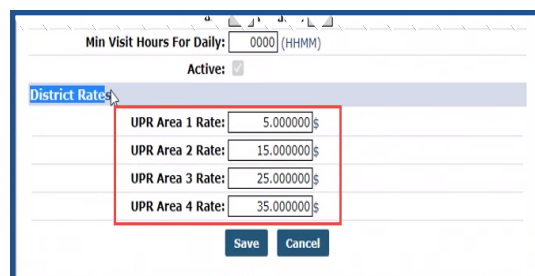 Min Visit Hours For Daily: 0000 (HHMM)
Active:
District Rates
UPR Area 1 Rate: 5.000000 $
UPR Area 2 Rate: 15.000000 $
UPR Area 3 Rate: 25.000000 $
UPR Area 4 Rate: 35.000000 $
Save Cancel